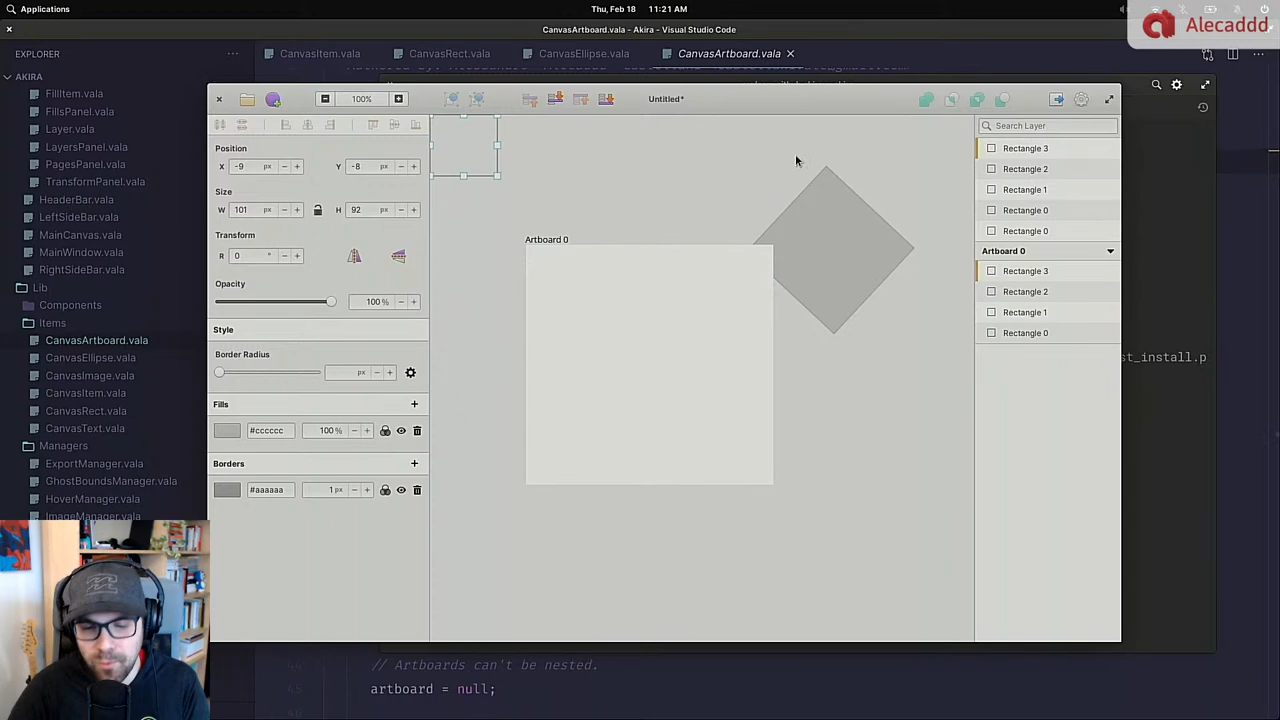 Applications
Thu, Feb 18
11:21 AM
Alecaddd
CanvasArtboard.vala - Akira - Visual Studio Code
EXPLORER
CanvasItem.vala
CanvasRect.vala
CanvasEllipse.vala
CanvasArtboard.vala
AKIRA
FillItem.vala
FillsPanel.vala
Layer.vala
LayersPanel.vala
PagesPanel.vala
TransformPanel.vala
HeaderBar.vala
LeftSideBar.vala
MainCanvas.vala
MainWindow.vala
RightSideBar.vala
Lib
Components
Items
CanvasArtboard.vala
CanvasEllipse.vala
CanvasImage.vala
CanvasItem.vala
CanvasRect.vala
CanvasText.vala
Managers
ExportManager.vala
GhostBoundsManager.vala
HoverManager.vala
ImageManager.vala
100%
Untitled*
Position
X -9 px
Y -8 px
Size
W 101 px
H 92 px
Transform
R 0 °
Opacity
100 %
Style
Border Radius
px
Fills
#cccccc
100 %
Borders
#aaaaaa
1 px
Artboard 0
Search Layer
Rectangle 3
Rectangle 2
Rectangle 1
Rectangle 0
Rectangle 0
Artboard 0
Rectangle 3
Rectangle 2
Rectangle 1
Rectangle 0
st_install.p
44
// Artboards can't be nested.
45
artboard = null;